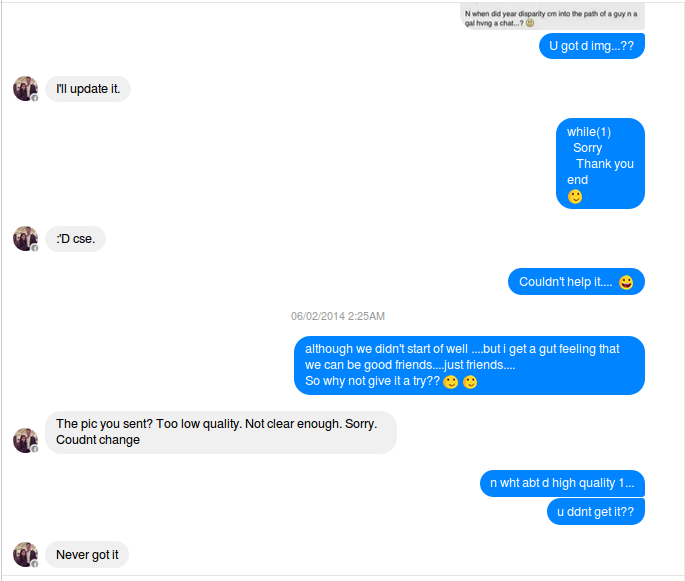 N when did year disparity cm into the path of a guy n a
gal hvng a chat...?
U got d img...??
I'll update it.
while(1)
Sorry
Thank you
end
:'D cse.
Couldn't help it....
06/02/2014 2:25AM
although we didn't start of well ....but i get a gut feeling that
we can be good friends....just friends....
So why not give it a try??
The pic you sent? Too low quality. Not clear enough. Sorry.
Coudnt change
n wht abt d high quality 1...
u ddnt get it??
Never got it